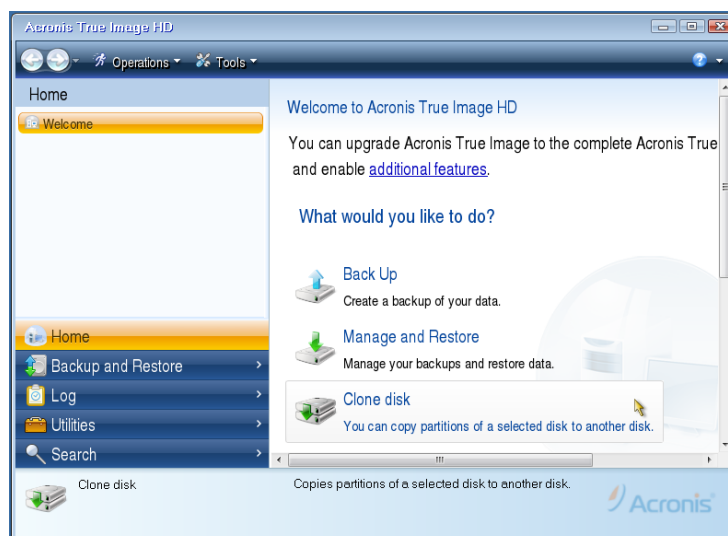 Acronis True Image HD
Operations Tools
Home
Welcome
Welcome to Acronis True Image HD
You can upgrade Acronis True Image to the complete Acronis True
and enable additional features.
What would you like to do?
Back Up
Create a backup of your data.
Manage and Restore
Manage your backups and restore data.
Clone disk
You can copy partitions of a selected disk to another disk.
Home
Backup and Restore
Log
Utilities
Search
Clone disk
Copies partitions of a selected disk to another disk.
Acronis